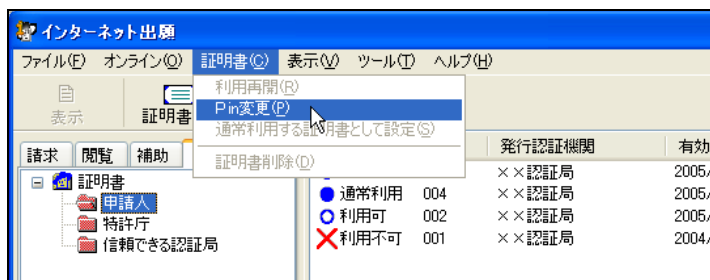 インターネット出願
ファイル(F) オンライン(O) 証明書(C) 表示(V) ツール(T) ヘルプ(H)
利用再開(R)
Pin変更(P)
通常利用する証明書として設定(S)
証明書削除(D)
表示 証明書
請求 閲覧 補助
発行認証機関 有効
証明書
申請人
特許庁
信頼できる認証局
××認証局 2005/
通常利用 004 ××認証局 2005/
利用可 002 ××認証局 2005/
利用不可 001 ××認証局 2004/